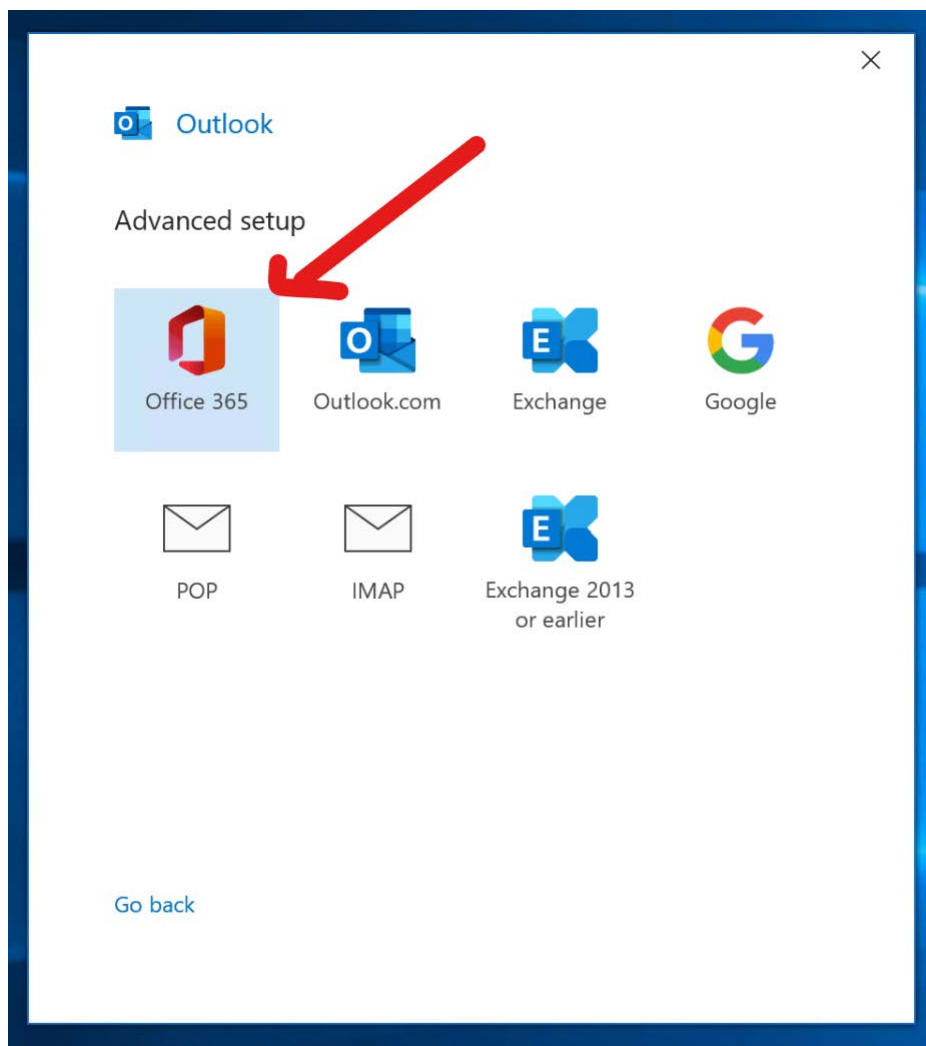 Outlook
Advanced setup
Office 365
Outlook.com
Exchange
Google
POP
IMAP
Exchange 2013
or earlier
Go back